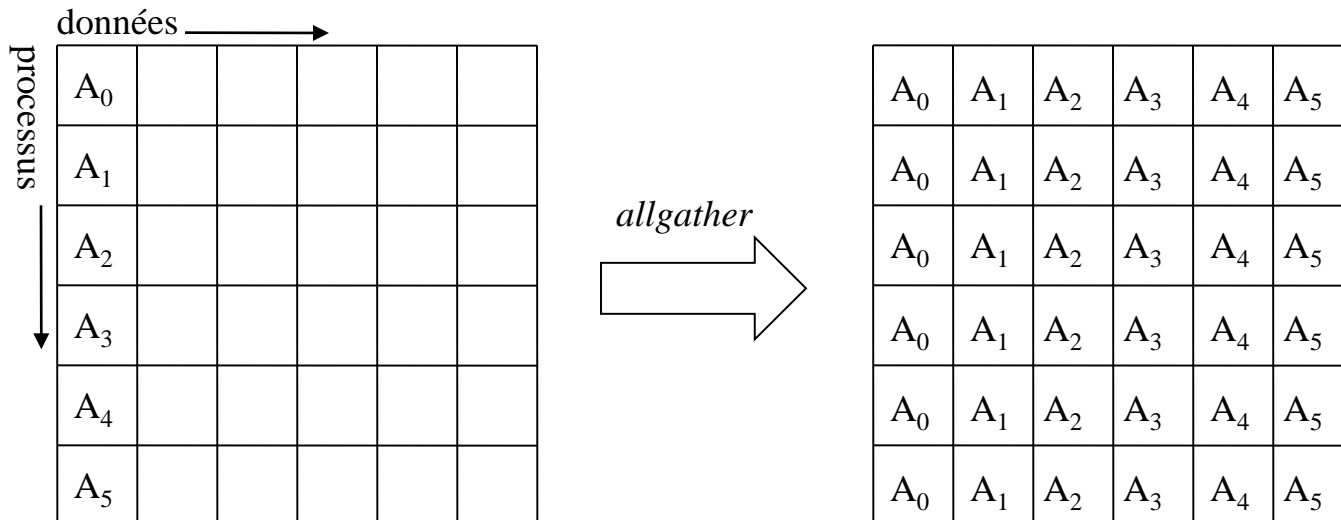 données
processus
A₀
A₁
A₂
A₃
A₄
A₅
allgather
A₀ A₁ A₂ A₃ A₄ A₅
A₀ A₁ A₂ A₃ A₄ A₅
A₀ A₁ A₂ A₃ A₄ A₅
A₀ A₁ A₂ A₃ A₄ A₅
A₀ A₁ A₂ A₃ A₄ A₅
A₀ A₁ A₂ A₃ A₄ A₅